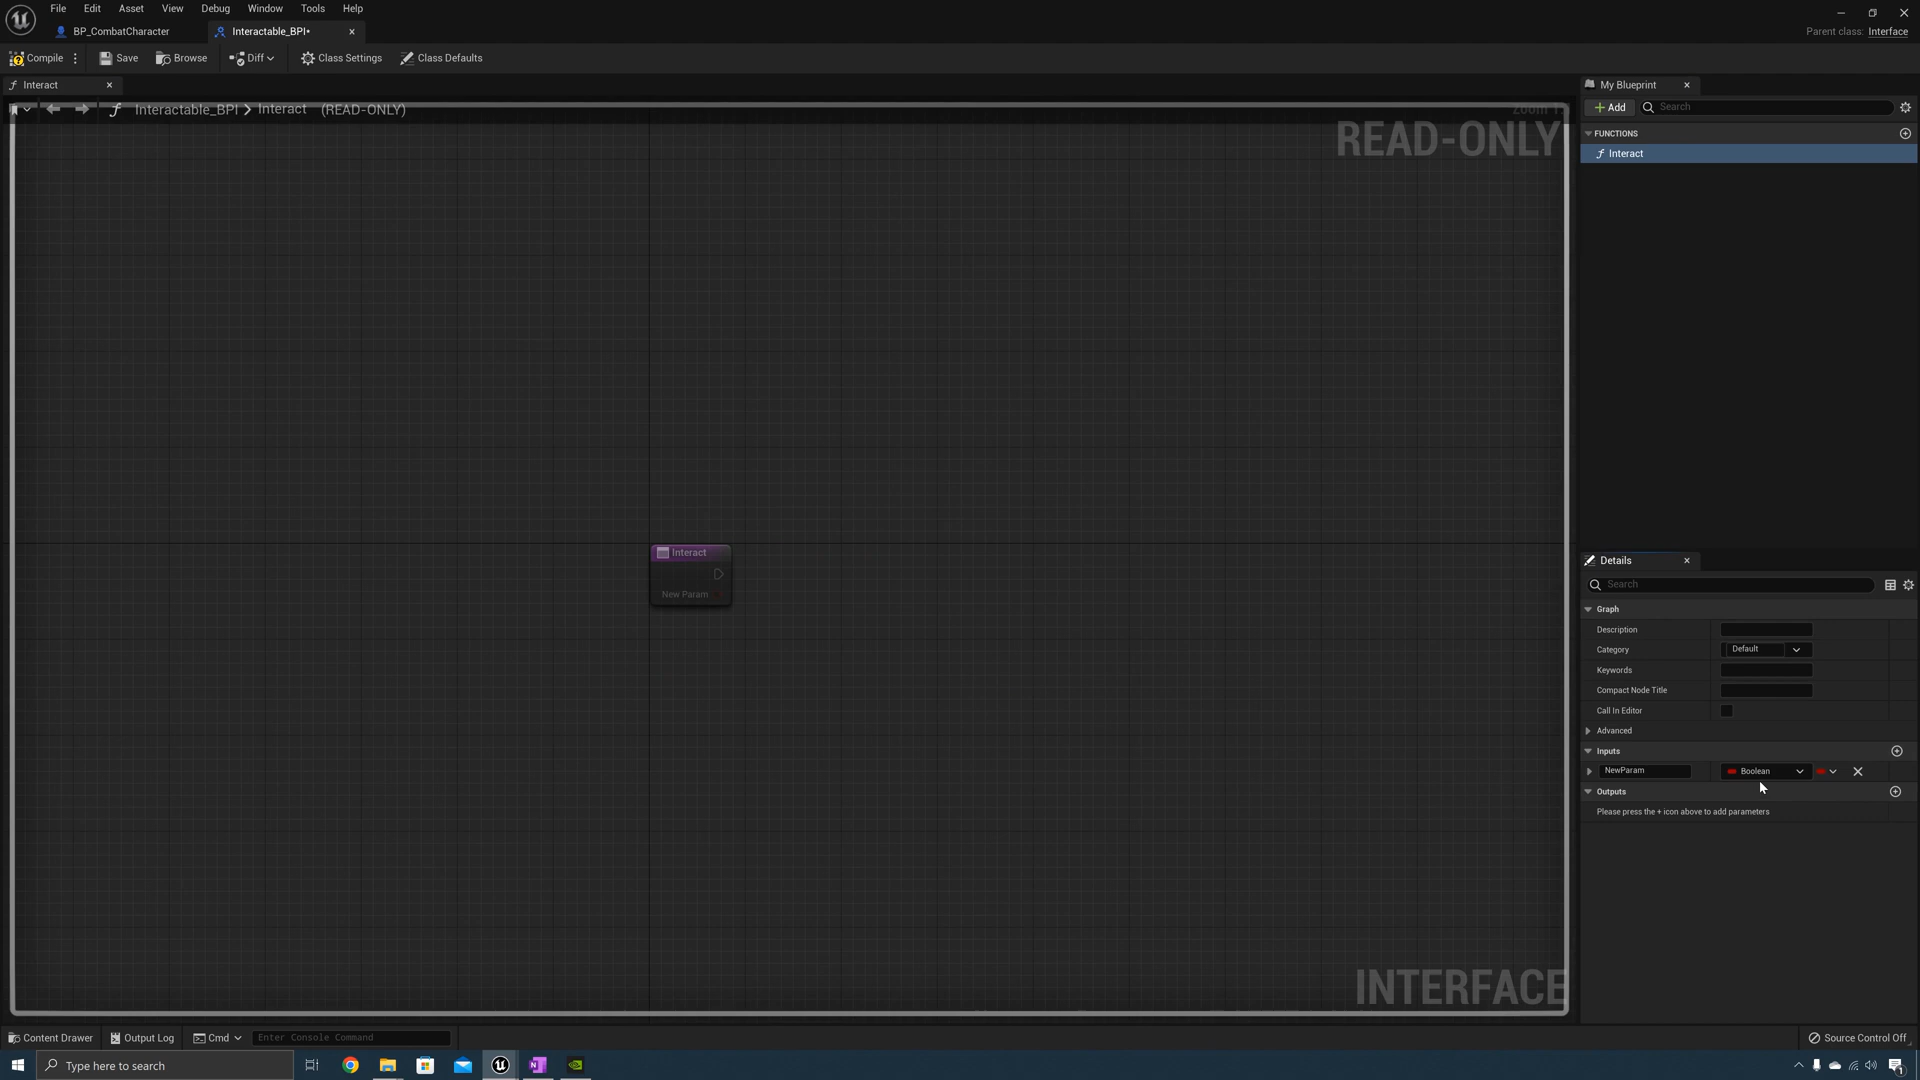 File Edit Asset View Debug Window Tools Help
BP_CombatCharacter
Interactable_BPI*
Parent class: Interface
Compile
Save
Browse
Diff
Class Settings
Class Defaults
Interact
My Blueprint
Interactable_BPI > Interact (READ-ONLY)
Zoom 1:
+ Add
Search
READ-ONLY
FUNCTIONS
Interact
Interact
New Param
Details
Search
Graph
Description
Category
Default
Keywords
Compact Node Title
Call In Editor
Advanced
Inputs
NewParam
Boolean
Outputs
Please press the + icon above to add parameters
INTERFACE
Content Drawer
Output Log
Cmd
Enter Console Command
Source Control Off
Type here to search
1